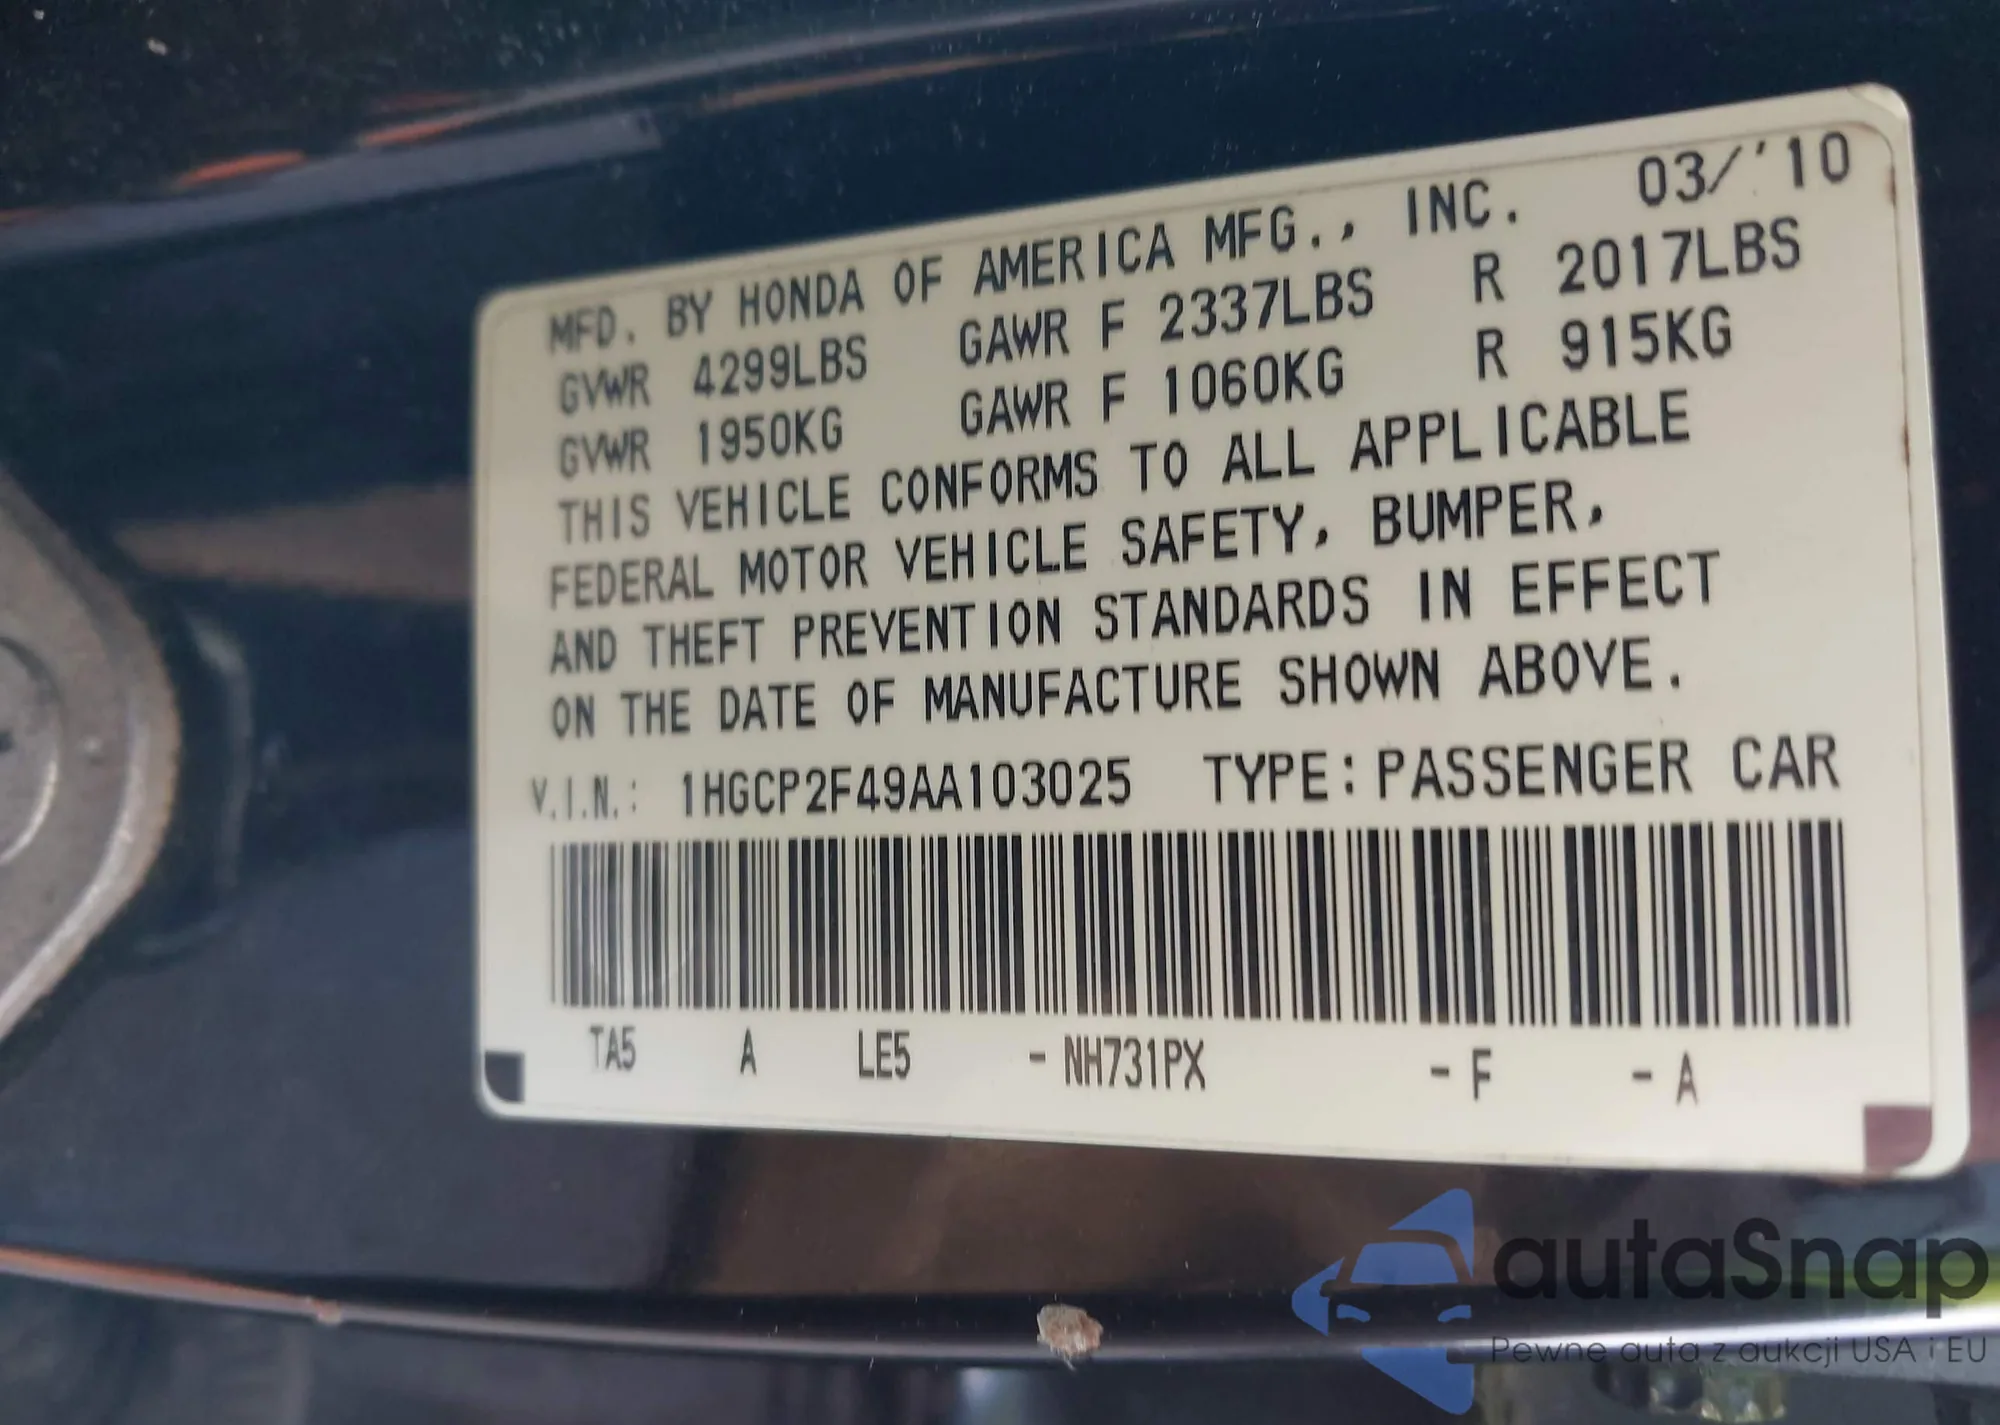 MFD. BY HONDA OF AMERICA MFG., INC. 03/'10
GVWR 4299LBS GAWR F 2337LBS R 2017LBS
GVWR 1950KG GAWR F 1060KG R 915KG
THIS VEHICLE CONFORMS TO ALL APPLICABLE
FEDERAL MOTOR VEHICLE SAFETY, BUMPER,
AND THEFT PREVENTION STANDARDS IN EFFECT
ON THE DATE OF MANUFACTURE SHOWN ABOVE.
V.I.N.: 1HGCP2F49AA103025 TYPE: PASSENGER CAR
TA5 A LE5 - NH731PX - F - A
autaSnap
Pewne auta z aukcji USA i EU